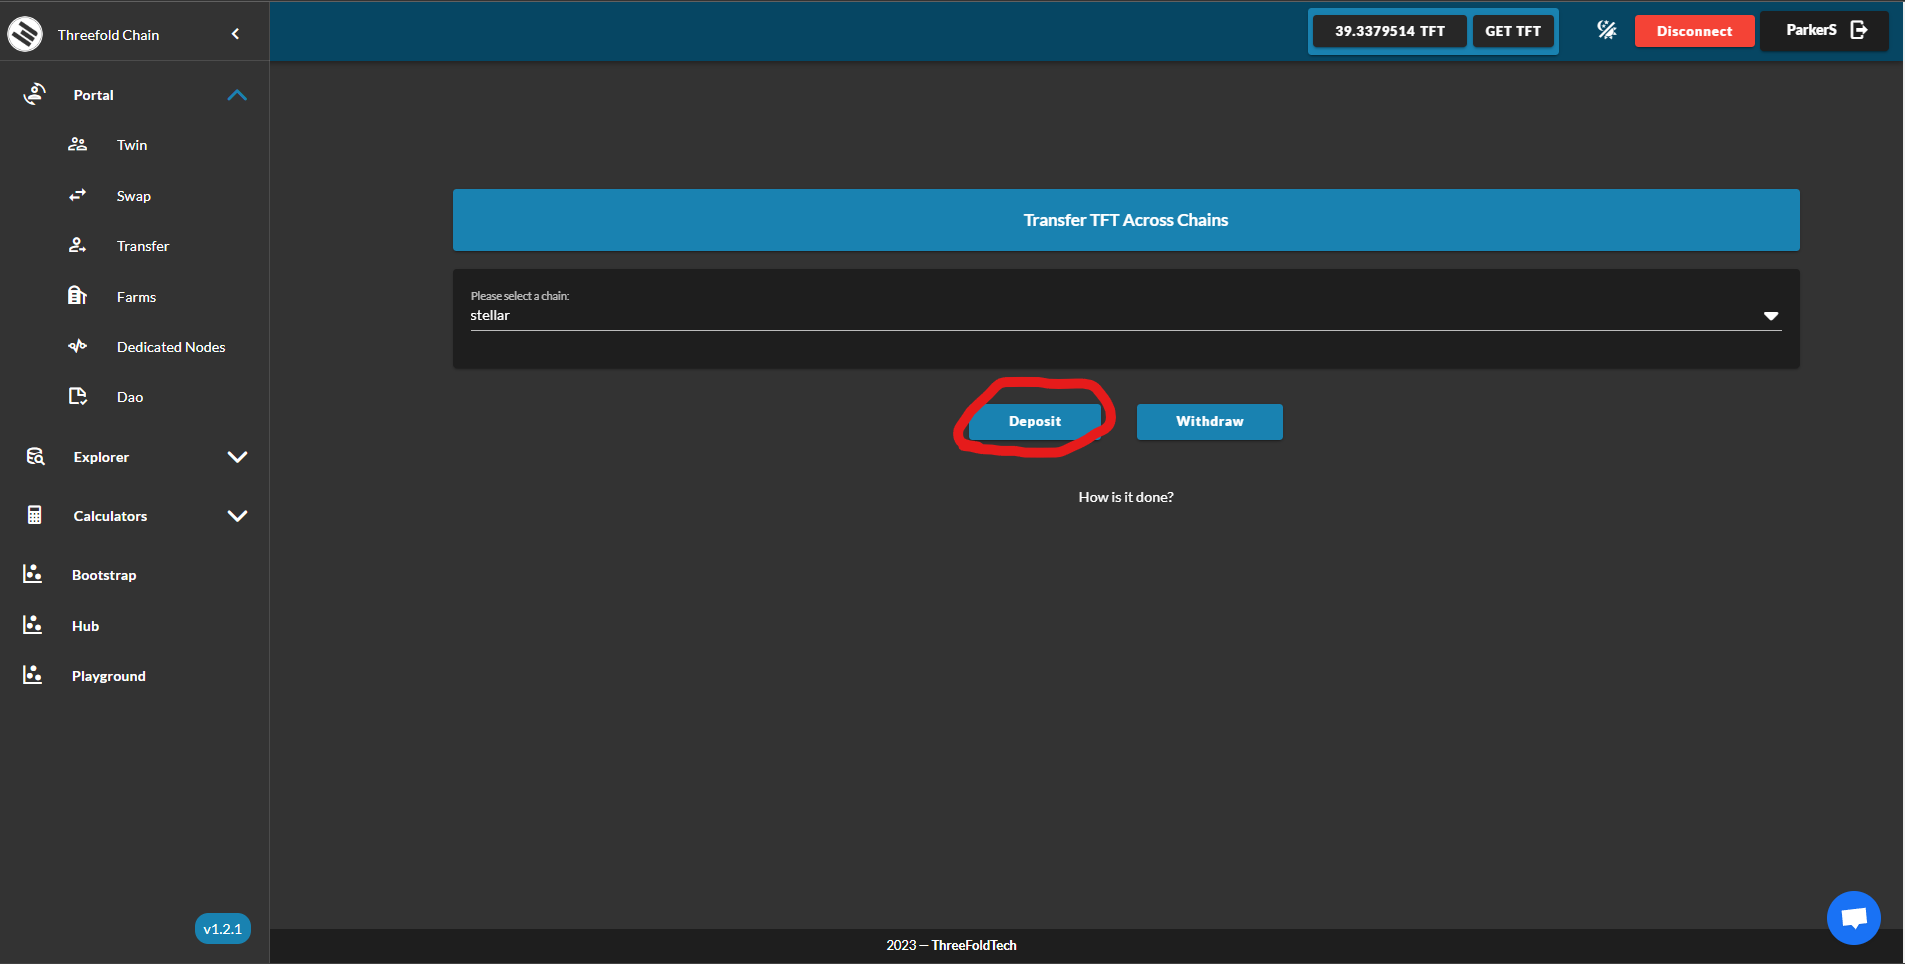 Threefold Chain
39.3379514 TFT
GET TFT
Disconnect
ParkerS
Portal
Twin
Swap
Transfer
Farms
Dedicated Nodes
Dao
Explorer
Calculators
Bootstrap
Hub
Playground
v1.2.1
Transfer TFT Across Chains
Please select a chain:
stellar
Deposit
Withdraw
How is it done?
2023 — ThreeFoldTech